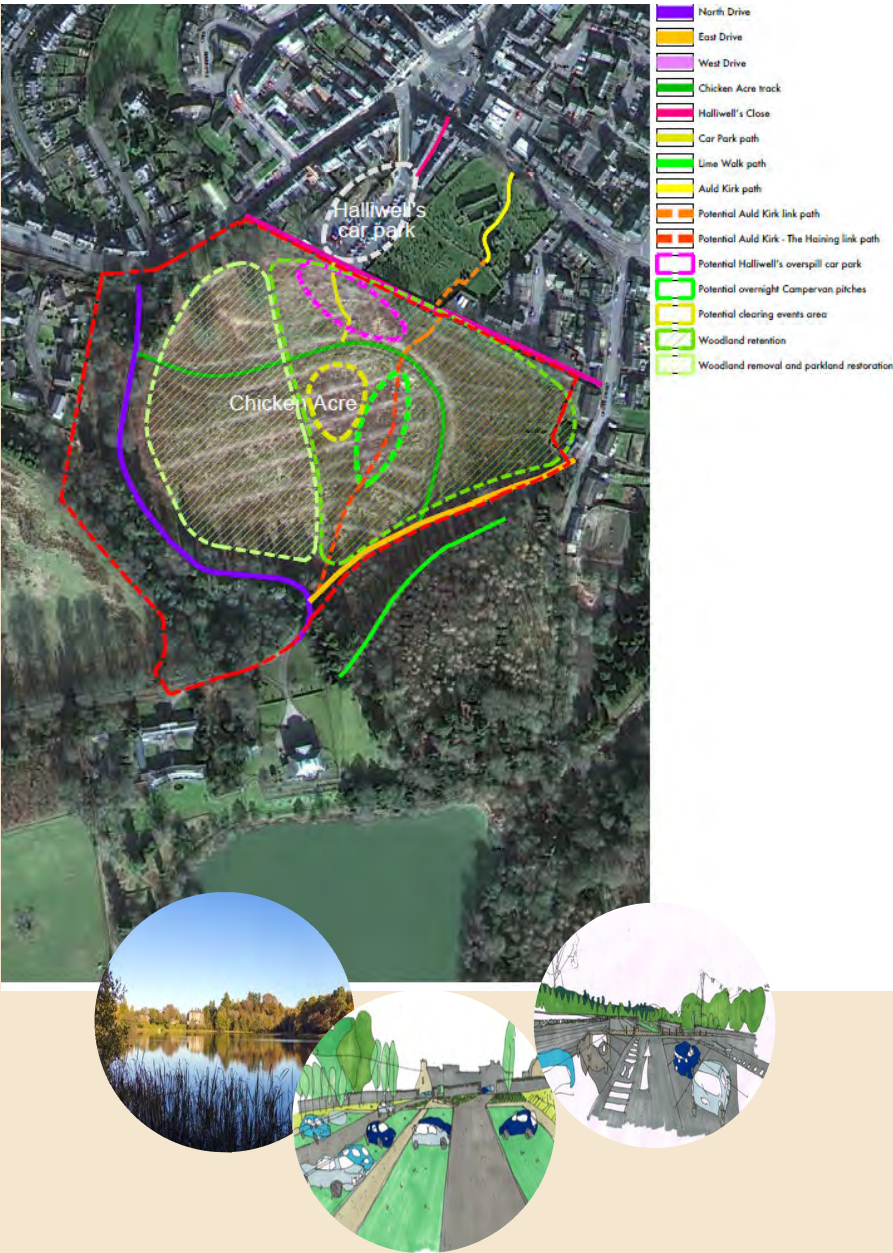 North Drive
East Drive
West Drive
Chicken Acre track
Halliwell's Close
Car Park path
Lime Walk path
Auld Kirk path
Potential Auld Kirk link path
Potential Auld Kirk - The Haining link path
Potential Halliwell's overspill car park
Potential overnight Campervan pitches
Potential clearing events area
Woodland retention
Woodland removal and parkland restoration
Halliwell's
car park
Chicken Acre